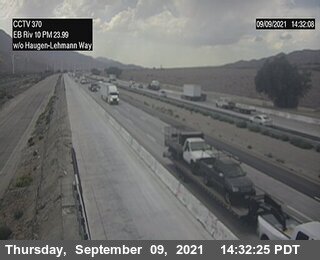 CCTV 370
EB Riv 10 PM 23.99
w/o Haugen-Lehmann Way
09/09/2021 14:32:08
Thursday, September 09, 2021 14:32:25 PDT